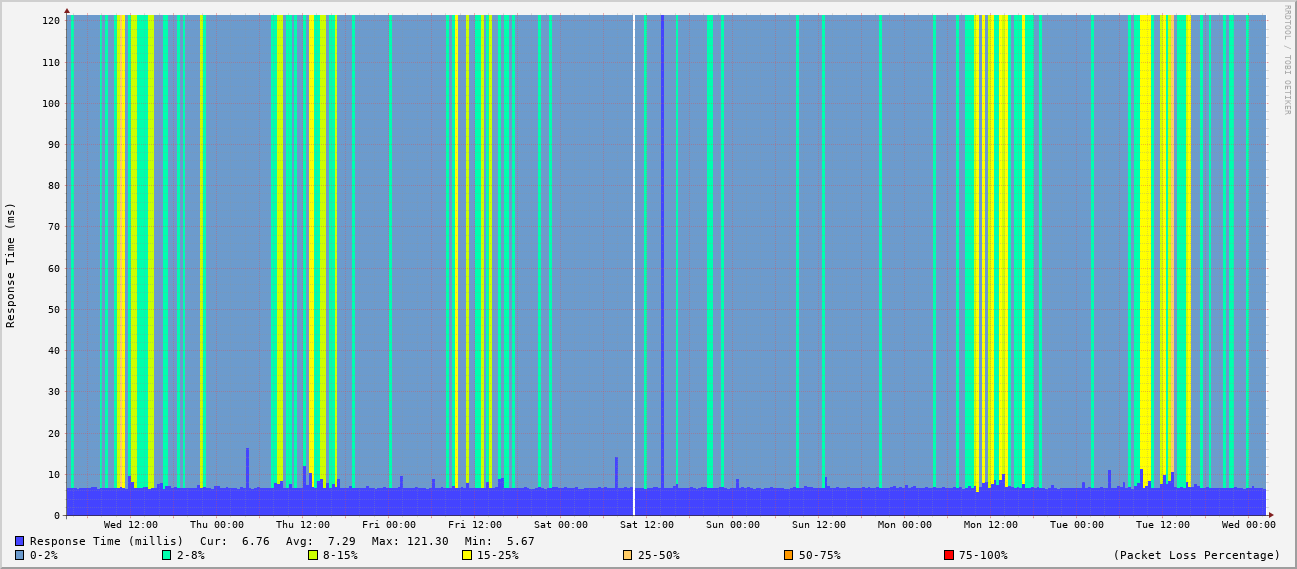 RRDTOOL / TOBI OETIKER
Response Time (ms)
120
110
100
90
80
70
60
50
40
30
20
10
0
Wed 12:00 Thu 00:00 Thu 12:00 Fri 00:00 Fri 12:00 Sat 00:00 Sat 12:00 Sun 00:00 Sun 12:00 Mon 00:00 Mon 12:00 Tue 00:00 Tue 12:00 Wed 00:00
Response Time (millis) Cur: 6.76 Avg: 7.29 Max: 121.30 Min: 5.67
0-2% 2-8% 8-15% 15-25% 25-50% 50-75% 75-100% (Packet Loss Percentage)